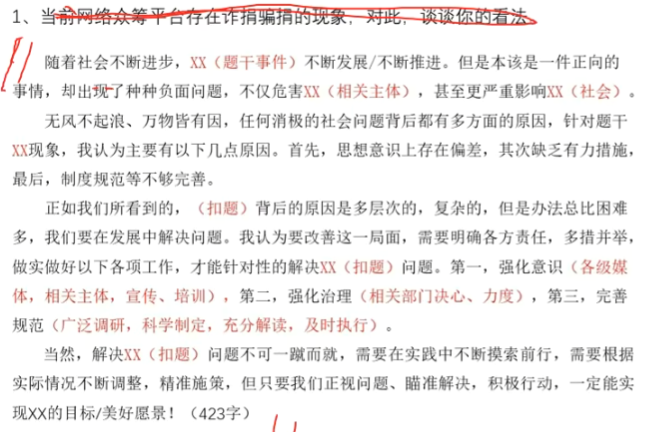 1、当前网络众筹平台存在诈捐骗捐的现象，对此，谈谈你的看法
随着社会不断进步，XX（题干事件）不断发展/不断推进。但是本该是一件正向的
事情，却出现了种种负面问题，不仅危害XX（相关主体），甚至更严重影响XX（社会）。
无风不起浪、万物皆有因，任何消极的社会问题背后都有多方面的原因，针对题干
XX现象，我认为主要有以下几点原因。首先，思想意识上存在偏差，其次缺乏有力措施，
最后，制度规范等不够完善。
正如我们所看到的，（扣题）背后的原因是多层次的，复杂的，但是办法总比困难
多，我们要在发展中解决问题。我认为要改善这一局面，需要明确各方责任，多措并举，
做实做好以下各项工作，才能针对性的解决XX（扣题）问题。第一，强化意识（各级媒
体，相关主体，宣传、培训），第二，强化治理（相关部门决心、力度），第三，完善
规范（广泛调研，科学制定，充分解读，及时执行）。
当然，解决XX（扣题）问题不可一蹴而就，需要在实践中不断摸索前行，需要根据
实际情况不断调整，精准施策，但只要我们正视问题、瞄准解决，积极行动，一定能实
现XX的目标/美好愿景！（423字）